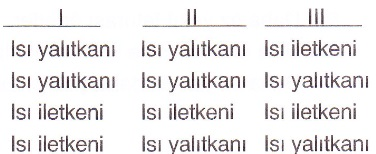 I II III
Isı yalıtkanı Isı yalıtkanı Isı iletkeni
Isı yalıtkanı Isı yalıtkanı Isı yalıtkanı
Isı iletkeni Isı iletkeni Isı iletkeni
Isı iletkeni Isı yalıtkanı Isı yalıtkanı